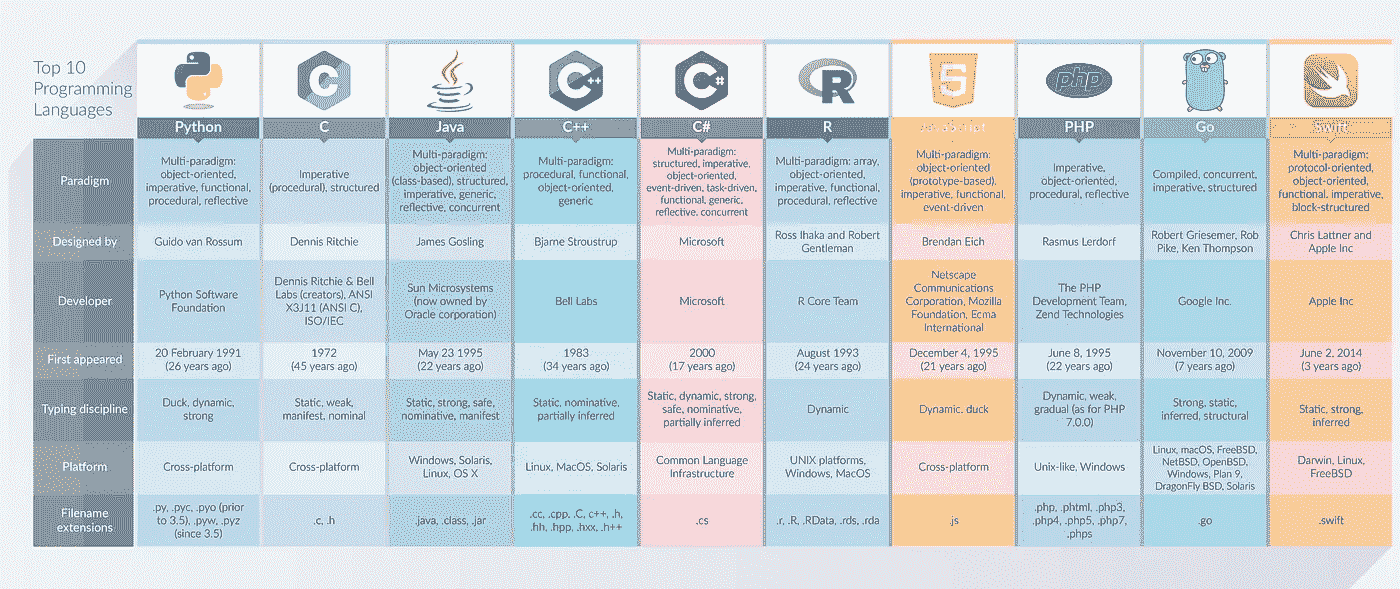 Top 10
Programming
Languages
C
C++
C#
R
JS
php
Python
C
Java
C++
C#
R
JavaScript
PHP
Go
Swift
Paradigm
Multi-paradigm:
object-oriented,
imperative, functional,
procedural, reflective
Imperative
(procedural), structured
Multi-paradigm:
object-oriented
(class-based), structured,
imperative, generic,
reflective, concurrent
Multi-paradigm:
procedural, functional,
object-oriented,
generic
Multi-paradigm:
structured, imperative,
object-oriented,
event-driven, task-driven,
functional, generic,
reflective, concurrent
Multi-paradigm: array,
object-oriented,
imperative, functional,
procedural, reflective
Multi-paradigm:
object-oriented
(prototype-based),
imperative, functional,
event-driven
Imperative,
object-oriented,
procedural, reflective
Compiled, concurrent,
imperative, structured
Multi-paradigm:
protocol-oriented,
object-oriented,
functional, imperative,
block-structured
Designed by
Guido van Rossum
Dennis Ritchie
James Gosling
Bjarne Stroustrup
Microsoft
Ross Ihaka and Robert
Gentleman
Brendan Eich
Rasmus Lerdorf
Robert Griesemer, Rob
Pike, Ken Thompson
Chris Lattner and
Apple Inc
Developer
Python Software
Foundation
Dennis Ritchie & Bell
Labs (creators), ANSI
X3J11 (ANSI C),
ISO/IEC
Sun Microsystems
(now owned by
Oracle corporation)
Bell Labs
Microsoft
R Core Team
Netscape
Communications
Corporation, Mozilla
Foundation, Ecma
International
The PHP
Development Team,
Zend Technologies
Google Inc.
Apple Inc
First appeared
20 February 1991
(26 years ago)
1972
(45 years ago)
May 23 1995
(22 years ago)
1983
(34 years ago)
2000
(17 years ago)
August 1993
(24 years ago)
December 4, 1995
(21 years ago)
June 8, 1995
(22 years ago)
November 10, 2009
(7 years ago)
June 2, 2014
(3 years ago)
Typing discipline
Duck, dynamic,
strong
Static, weak,
manifest, nominal
Static, strong, safe,
nominative, manifest
Static, nominative,
partially inferred
Static, dynamic, strong,
safe, nominative,
partially inferred
Dynamic
Dynamic, duck
Dynamic, weak,
gradual (as for PHP
7.0.0)
Strong, static,
inferred, structural
Static, strong,
inferred
Platform
Cross-platform
Cross-platform
Windows, Solaris,
Linux, OS X
Linux, MacOS, Solaris
Common Language
Infrastructure
UNIX platforms,
Windows, MacOS
Cross-platform
Unix-like, Windows
Linux, macOS, FreeBSD,
NetBSD, OpenBSD,
Windows, Plan 9,
DragonFly BSD, Solaris
Darwin, Linux,
FreeBSD
Filename
extensions
.py, .pyc, .pyo (prior
to 3.5), .pyw, .pyz
(since 3.5)
.c, .h
.java, .class, .jar
.cc, .cpp, .C, c++, .h,
.hh, .hpp, .hxx, .h++
.cs
.r, .R, .RData, .rds, .rda
.js
.php, .phtml, .php3,
.php4, .php5, .php7,
.phps
.go
.swift